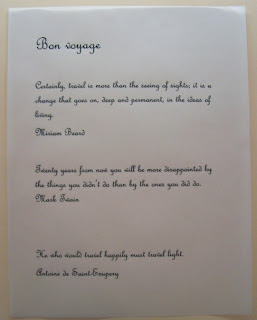 Bon voyage
Certainly, travel is more than the seeing of sights; it is a
change that goes on, deep and permanent, in the ideas of
living.
Miriam Beard
Twenty years from now you will be more disappointed by
the things you didn't do than by the ones you did do.
Mark Twain
He who would travel happily must travel light.
Antoine de Saint-Exupery